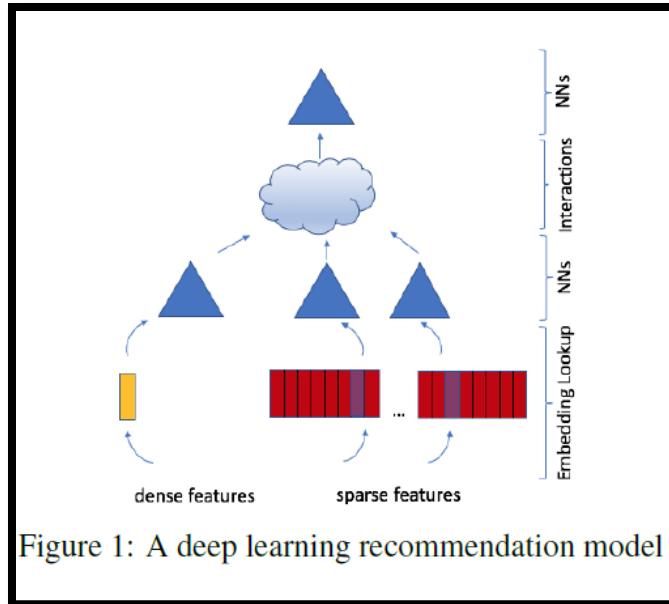 NNs
Interactions
NNs
Embedding Lookup
...
dense features
sparse features
Figure 1: A deep learning recommendation model